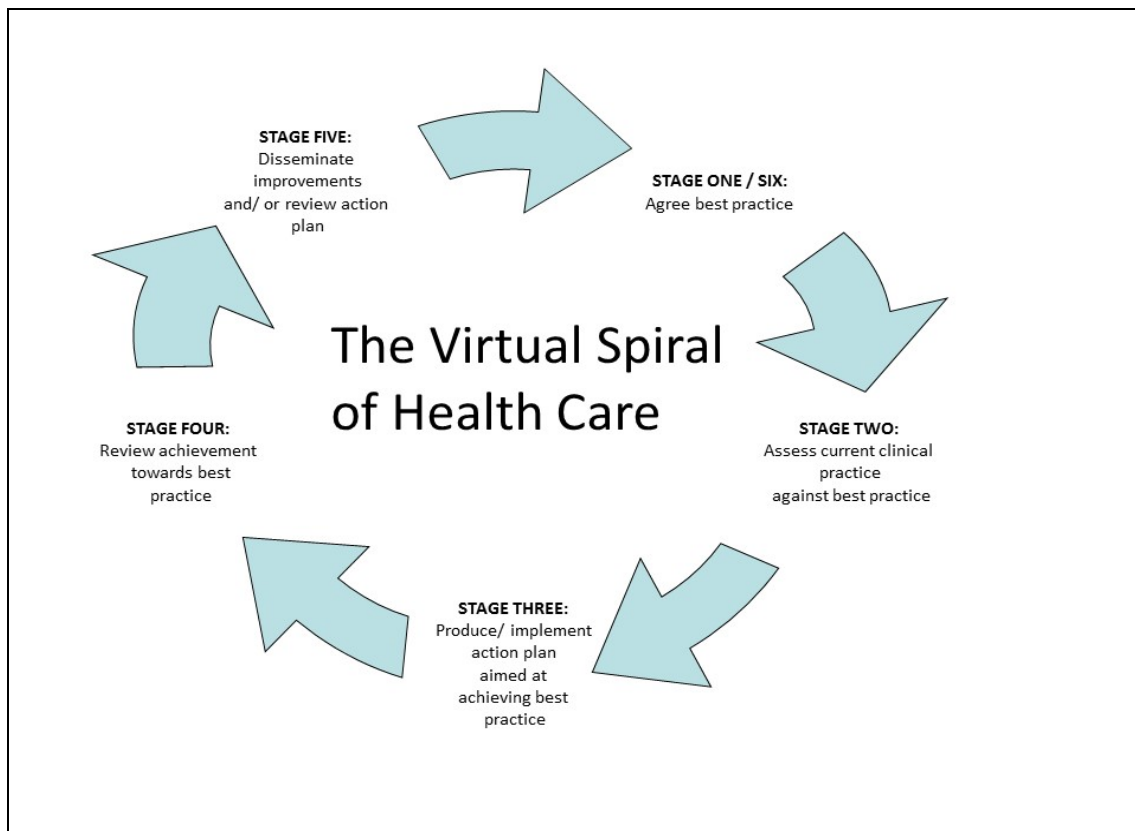 STAGE FIVE:
Disseminate
improvements
and/ or review action
plan
STAGE ONE / SIX:
Agree best practice
The Virtual Spiral
of Health Care
STAGE TWO:
Assess current clinical
practice
against best practice
STAGE THREE:
Produce/ implement
action plan
aimed at
achieving best
practice
STAGE FOUR:
Review achievement
towards best
practice